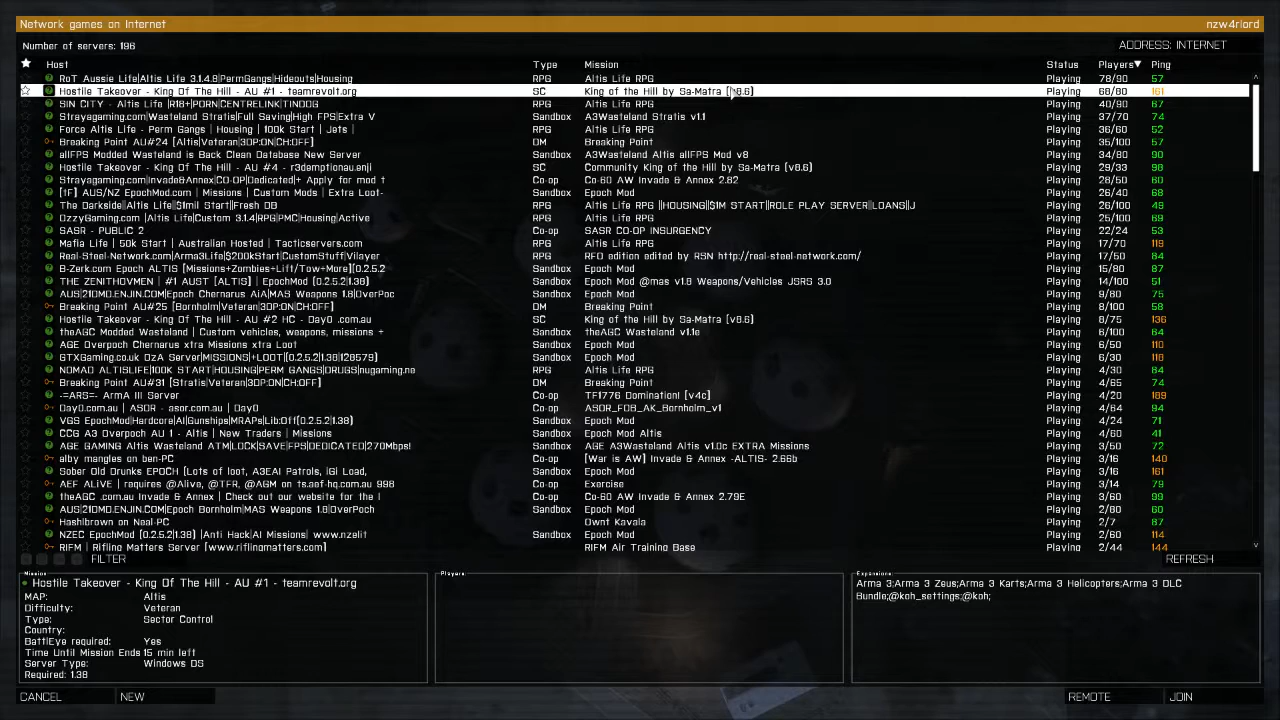 Network games on Internet nzw4rlord
Number of servers: 196 ADDRESS: INTERNET
Host Type Mission Status Players Ping
RoT Aussie Life|Altis Life 3.1.4.8|PermGangs|Hideouts|Housing RPG Altis Life RPG Playing 78/90 57
Hostile Takeover - King Of The Hill - AU #1 - teamrevolt.org SC King of the Hill by Sa-Matra [v8.6] Playing 68/80 161
SIN CITY - Altis Life |R18+|PORN|CENTRELINK|TINDOG RPG Altis Life RPG Playing 40/90 67
Strayagaming.com|Wasteland Stratis|Full Saving|High FPS|Extra V Sandbox A3Wasteland Stratis v1.1 Playing 37/70 74
Force Altis Life - Perm Gangs | Housing | 100k Start | Jets | RPG Altis Life RPG Playing 36/60 52
Breaking Point AU#24 [Altis|Veteran|3DP:ON|CH:OFF] DM Breaking Point Playing 35/100 57
allFPS Modded Wasteland is Back Clean Database New Server Sandbox A3Wasteland Altis allFPS Mod v8 Playing 34/80 90
Hostile Takeover - King Of The Hill - AU #4 - r3demptionau.enji SC Community King of the Hill by Sa-Matra (v8.6) Playing 29/33 98
Strayagaming.com|Invade&Annex|CO-OP|Dedicated|+ Apply for mod t Co-op Co-60 AW Invade & Annex 2.82 Playing 28/50 60
[tF] AUS/NZ EpochMod.com | Missions | Custom Mods | Extra Loot- Sandbox Epoch Mod Playing 26/40 68
The Darkside||Altis Life||$1mil Start||Fresh DB RPG Altis Life RPG ||HOUSING||$1M START||ROLE PLAY SERVER||LOANS||J Playing 26/100 49
OzzyGaming.com |Altis Life|Custom 3.1.4|RPG|PMC|Housing|Active RPG Altis Life RPG Playing 25/100 69
SASR - PUBLIC 2 Co-op SASR CO-OP INSURGENCY Playing 22/24 53
Mafia Life | 50k Start | Australian Hosted | Tacticservers.com RPG Altis Life RPG Playing 17/70 119
Real-Steel-Network.com|Arma3Life|$200kStart|CustomStuff|Vilayer RPG RFO edition edited by RSN http://real-steel-network.com/ Playing 17/50 64
B-Zerk.com Epoch ALTIS [Missions+Zombies+Lift/Tow+More](0.2.5.2 Sandbox Epoch Mod Playing 15/80 87
THE ZENITHOVMEN | #1 AUST [ALTIS] | EpochMod (0.2.5.2|1.38) Sandbox Epoch Mod @mas v1.8 Weapons/Vehicles JSRS 3.0 Playing 14/100 51
AUS|21DMD.ENJIN.COM|Epoch Chernarus AiA|MAS Weapons 1.8|OverPoc Sandbox Epoch Mod Playing 9/80 75
Breaking Point AU#25 [Bornholm|Veteran|3DP:ON|CH:OFF] DM Breaking Point Playing 8/100 58
Hostile Takeover - King Of The Hill - AU #2 HC - Day0 .com.au SC King of the Hill by Sa-Matra [v8.6] Playing 8/75 136
theAGC Modded Wasteland | Custom vehicles, weapons, missions + Sandbox theAGC Wasteland v1.1e Playing 6/100 64
AGE Overpoch Missions xtra Loot Sandbox Epoch Mod Playing 6/50 110
GTXGaming.co.uk OzA Server|MISSIONS|+LOOT|(0.2.5.2|1.38|128579) Sandbox Epoch Mod Playing 6/30 118
NOMAD ALTISLIFE|100K START|HOUSING|PERM GANGS|DRUGS|nugaming.ne RPG Altis Life RPG Playing 4/30 64
Breaking Point AU#31 [Stratis|Veteran|3DP:ON|CH:OFF] DM Breaking Point Playing 4/65 74
-=ARS=- ArmA III Server Co-op TF1776 Domination! [v4c] Playing 4/20 189
Day0.com.au | ASOR - asor.com.au | Day0 Co-op ASOR_FOB_AK_Bornholm_v1 Playing 4/64 94
VGS EpochMod|Hardcore|AI|Gunships|MRAPs|Lib:Off(0.2.5.2|1.38) Sandbox Epoch Mod Playing 4/24 71
CCG A3 Overpoch AU 1 - Altis | New Traders | Missions Sandbox Epoch Mod Altis Playing 4/60 41
AGE GAMING Altis Wasteland ATM|LOCK|SAVE|FPS|DEDICATED|270Mbps! Sandbox AGE A3Wasteland Altis v1.0c EXTRA Missions Playing 3/50 72
alby mangles on ben-PC Co-op [War is AW] Invade & Annex -ALTIS- 2.66b Playing 3/16 140
Sober Old Drunks EPOCH [Lots of loot, A3EAI Patrols, iGi Load, Sandbox Epoch Mod Playing 3/16 161
AEF ALiVE | requires @Alive, @TFR, @AGM on ts.aef-hq.com.au 998 Co-op Exercise Playing 3/14 79
theAGC .com.au Invade & Annex | Check out our website for the l Co-op Co-60 AW Invade & Annex 2.79E Playing 3/60 99
AUS|21DMD.ENJIN.COM|Epoch Bornholm|MAS Weapons 1.8|OverPoch Sandbox Epoch Mod Playing 2/80 60
Hashlbrown on Neal-PC Ownt Kavala Playing 2/7 67
NZEC EpochMod (0.2.5.2|1.38) |Anti Hack|AI Missions| www.nzelit Sandbox Epoch Mod Playing 2/60 114
RIFM | Rifling Matters Server [www.riflingmatters.com] RIFM Air Training Base Playing 2/44 144
FILTER REFRESH
Mission Players Expansions
Hostile Takeover - King Of The Hill - AU #1 - teamrevolt.org
MAP: Altis
Difficulty: Veteran
Type: Sector Control
Country:
BattlEye required: Yes
Time Until Mission Ends 15 min left
Server Type: Windows DS
Required: 1.38
Arma 3;Arma 3 Zeus;Arma 3 Karts;Arma 3 Helicopters;Arma 3 DLC
Bundle;@koh_settings;@koh;
CANCEL NEW REMOTE JOIN